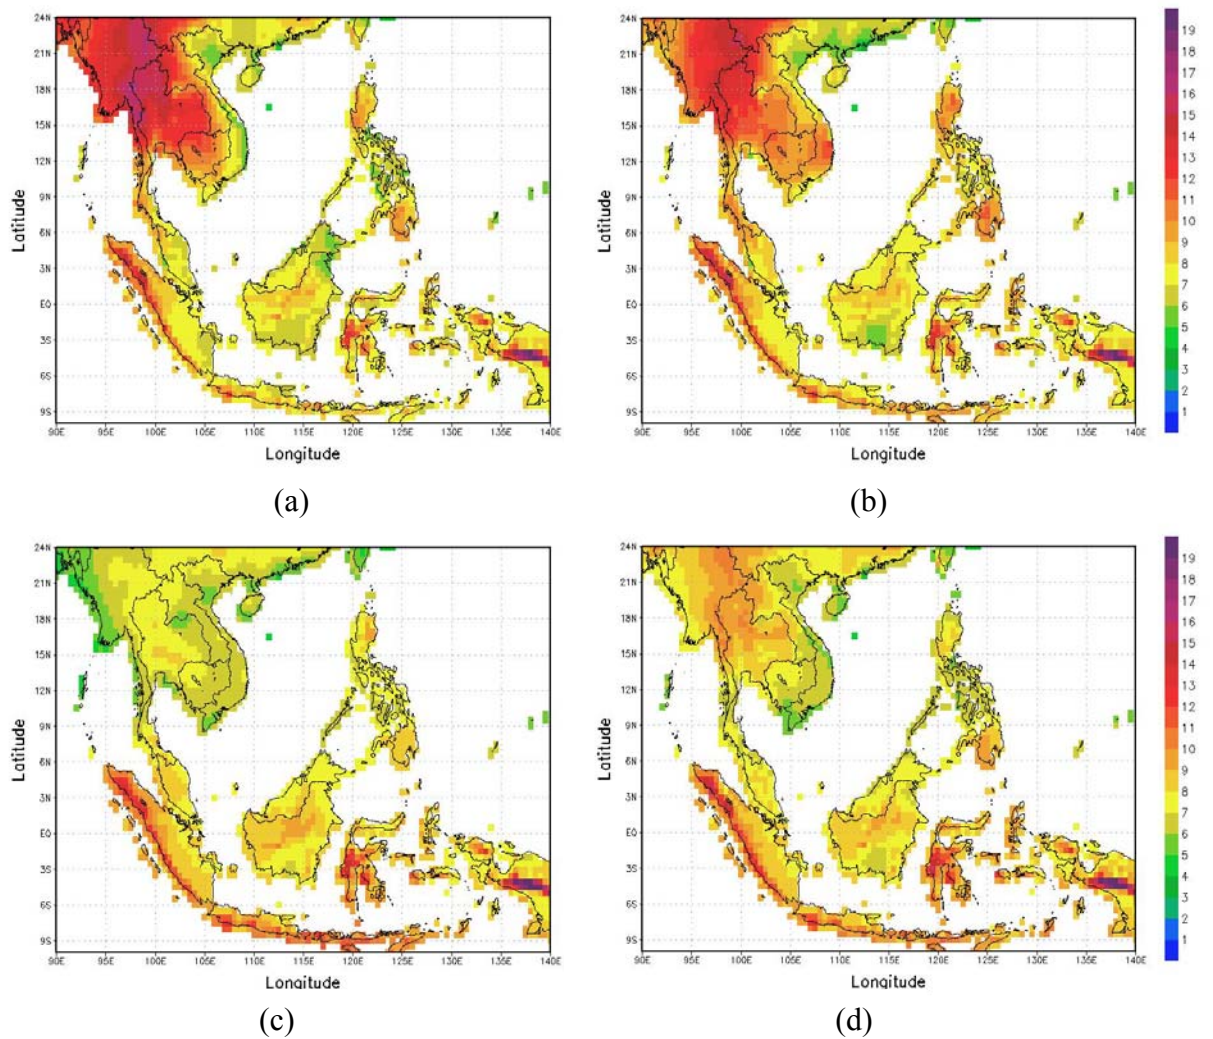 24N
21N
18N
15N
12N
9N
6N
3N
EQ
3S
6S
9S
Latitude
90E 95E 100E 105E 110E 115E 120E 125E 130E 135E 140E
Longitude
(a)
24N
21N
18N
15N
12N
9N
6N
3N
EQ
3S
6S
9S
Latitude
90E 95E 100E 105E 110E 115E 120E 125E 130E 135E 140E
Longitude
(b)
19
18
17
16
15
14
13
12
11
10
9
8
7
6
5
4
3
2
1
24N
21N
18N
15N
12N
9N
6N
3N
EQ
3S
6S
9S
Latitude
90E 95E 100E 105E 110E 115E 120E 125E 130E 135E 140E
Longitude
(c)
24N
21N
18N
15N
12N
9N
6N
3N
EQ
3S
6S
9S
Latitude
90E 95E 100E 105E 110E 115E 120E 125E 130E 135E 140E
Longitude
(d)
19
18
17
16
15
14
13
12
11
10
9
8
7
6
5
4
3
2
1